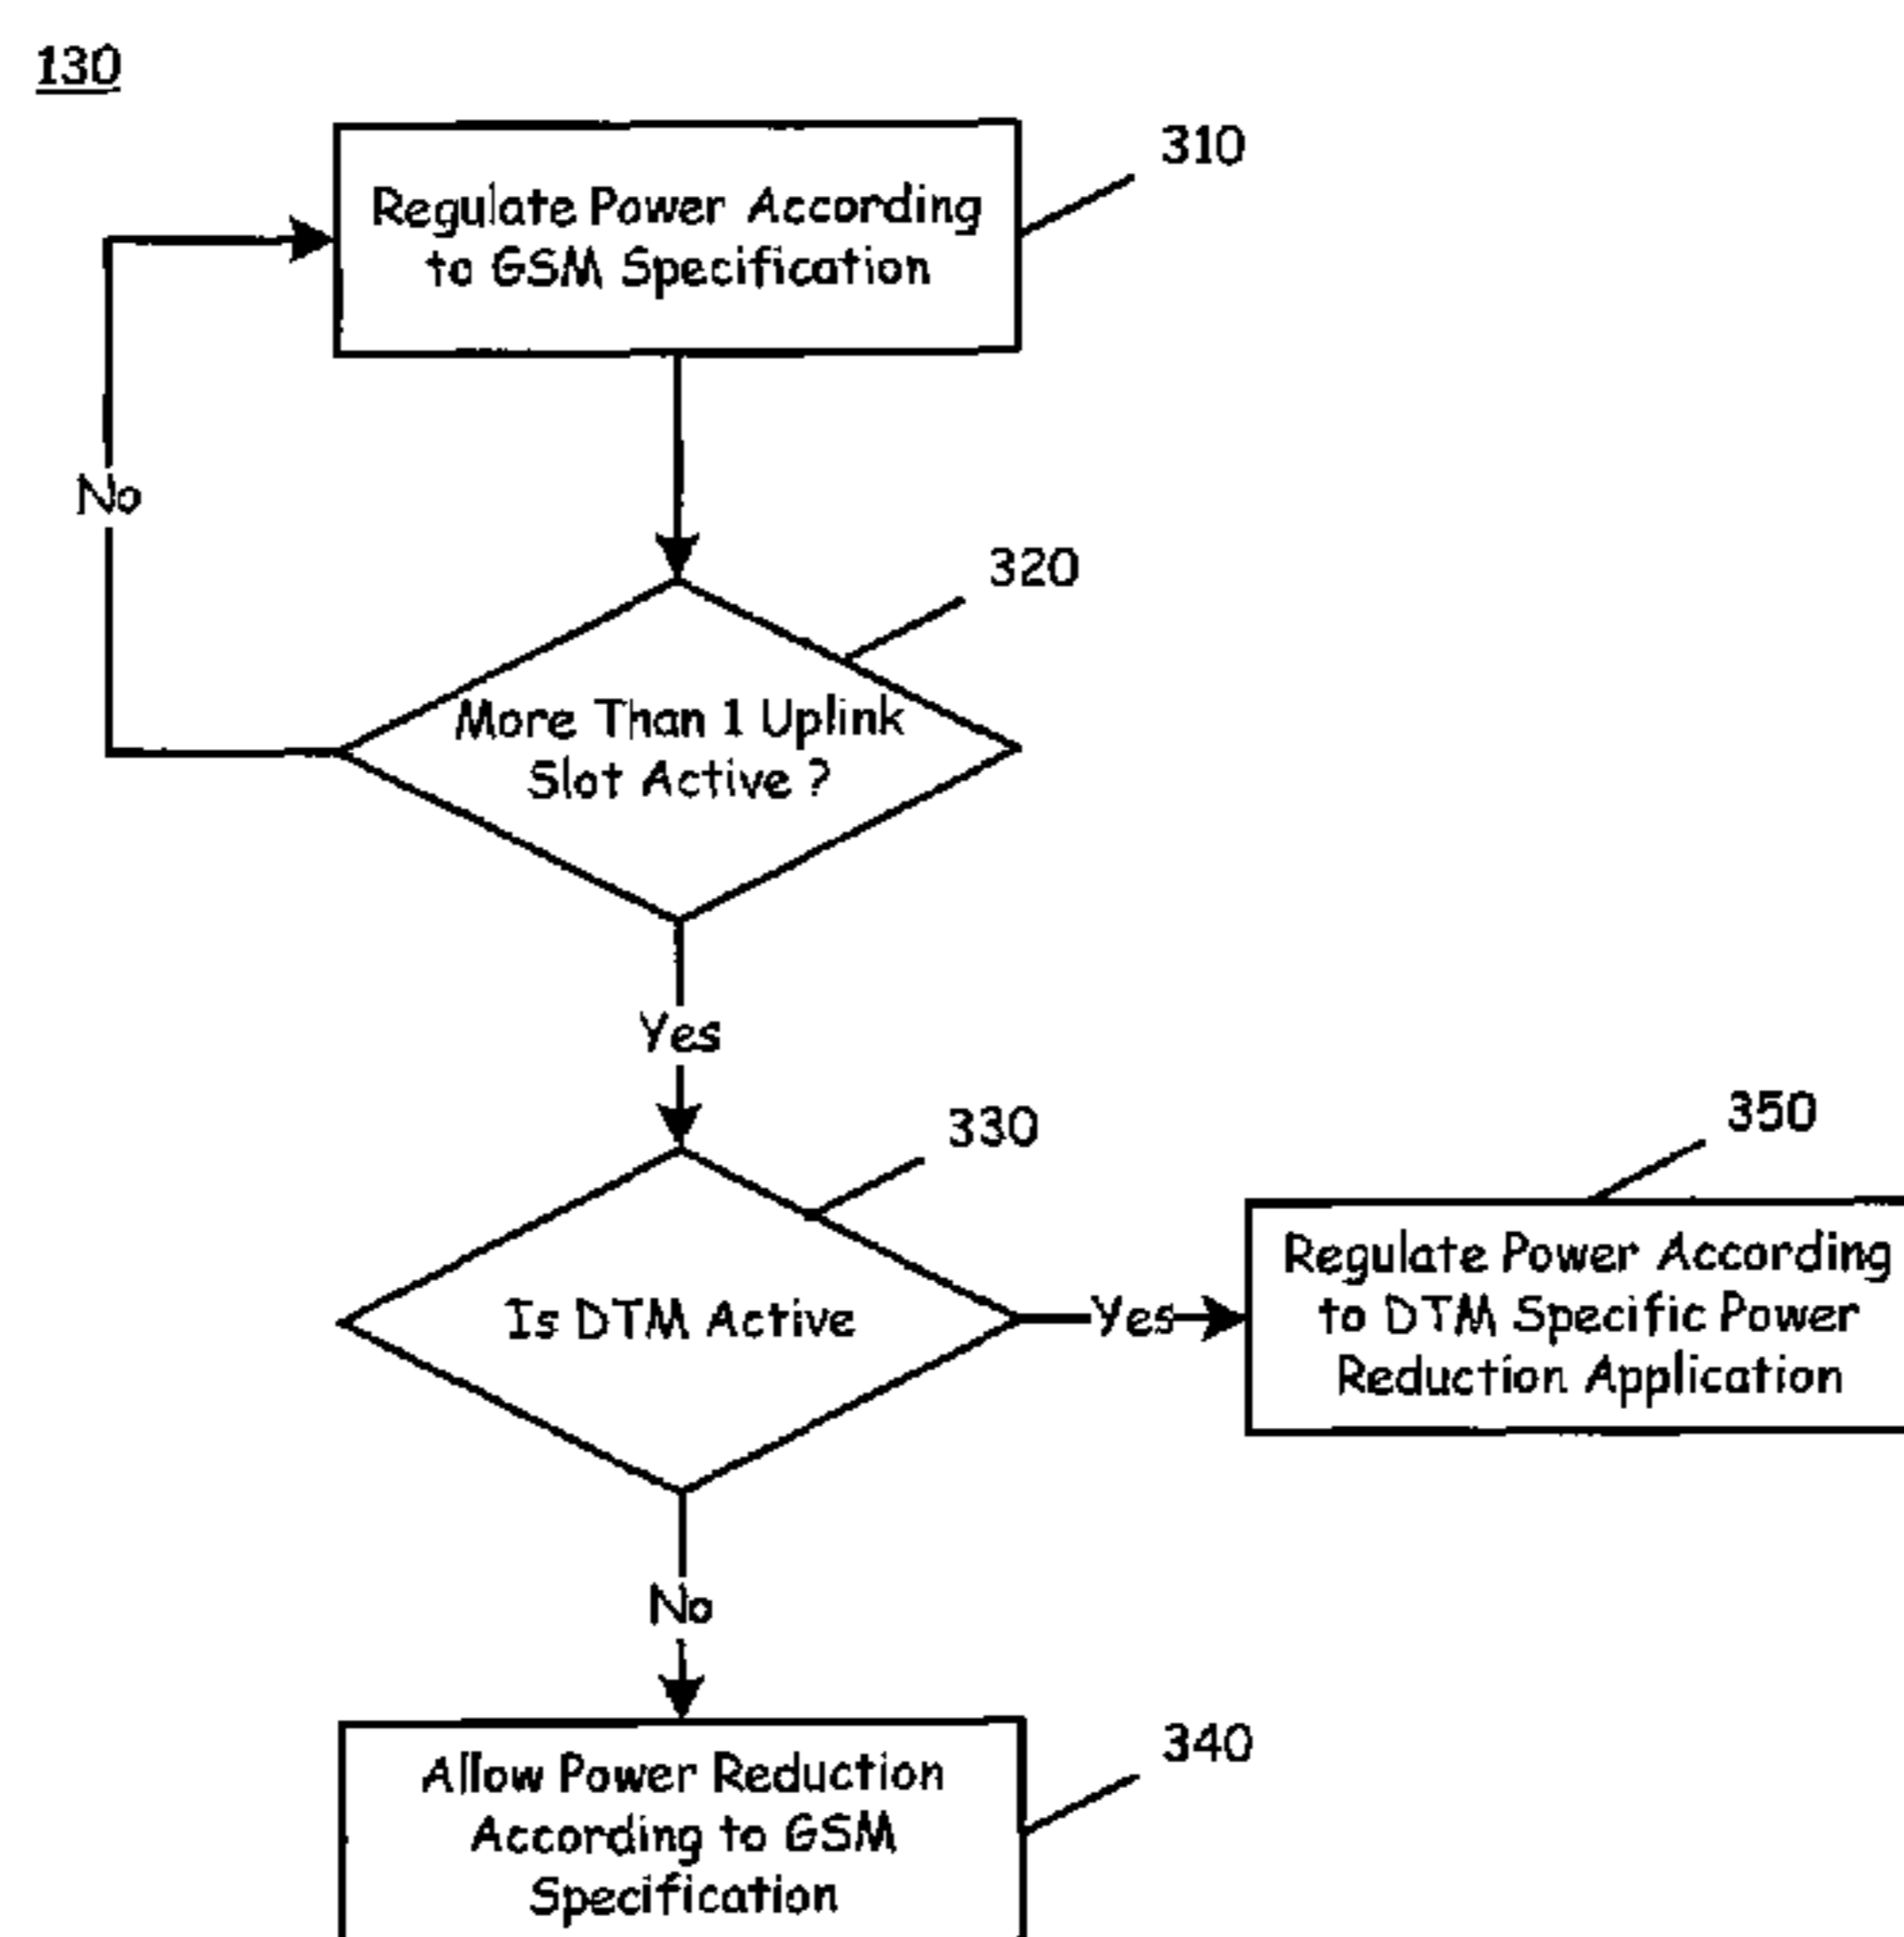 130
310
Regulate Power According
to GSM Specification
No
320
More Than 1 Uplink
Slot Active ?
Yes
330
350
Is DTM Active
Yes
Regulate Power According
to DTM Specific Power
Reduction Application
No
340
Allow Power Reduction
According to GSM
Specification